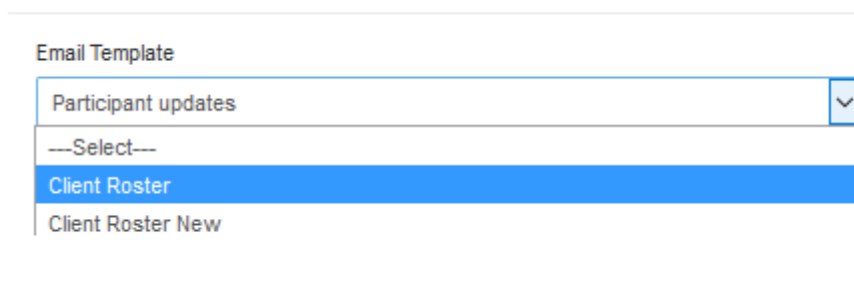 Email Template
Participant updates
---Select---
Client Roster
Client Roster New